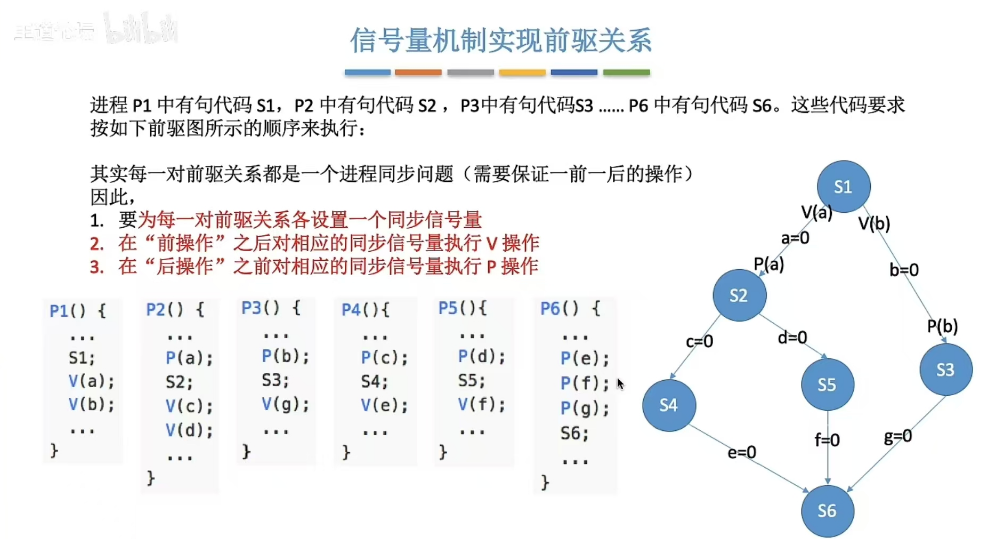 bilibili
信号量机制实现前驱关系
进程 P1 中有句代码 S1，P2 中有句代码 S2 ，P3中有句代码S3 …… P6 中有句代码 S6。这些代码要求
按如下前驱图所示的顺序来执行：
其实每一对前驱关系都是一个进程同步问题（需要保证一前一后的操作）
因此，
1. 要为每一对前驱关系各设置一个同步信号量
2. 在“前操作”之后对相应的同步信号量执行 V 操作
3. 在“后操作”之前对相应的同步信号量执行 P 操作
P1() {
...
S1;
V(a);
V(b);
...
}
P2() {
...
P(a);
S2;
V(c);
V(d);
...
}
P3() {
...
P(b);
S3;
V(g);
...
}
P4(){
...
P(c);
S4;
V(e);
...
}
P5(){
...
P(d);
S5;
V(f);
...
}
P6() {
...
P(e);
P(f);
P(g);
S6;
...
}
S1
V(a)
V(b)
a=0
P(a)
b=0
S2
P(b)
c=0
d=0
S3
S4
S5
e=0
f=0
g=0
S6